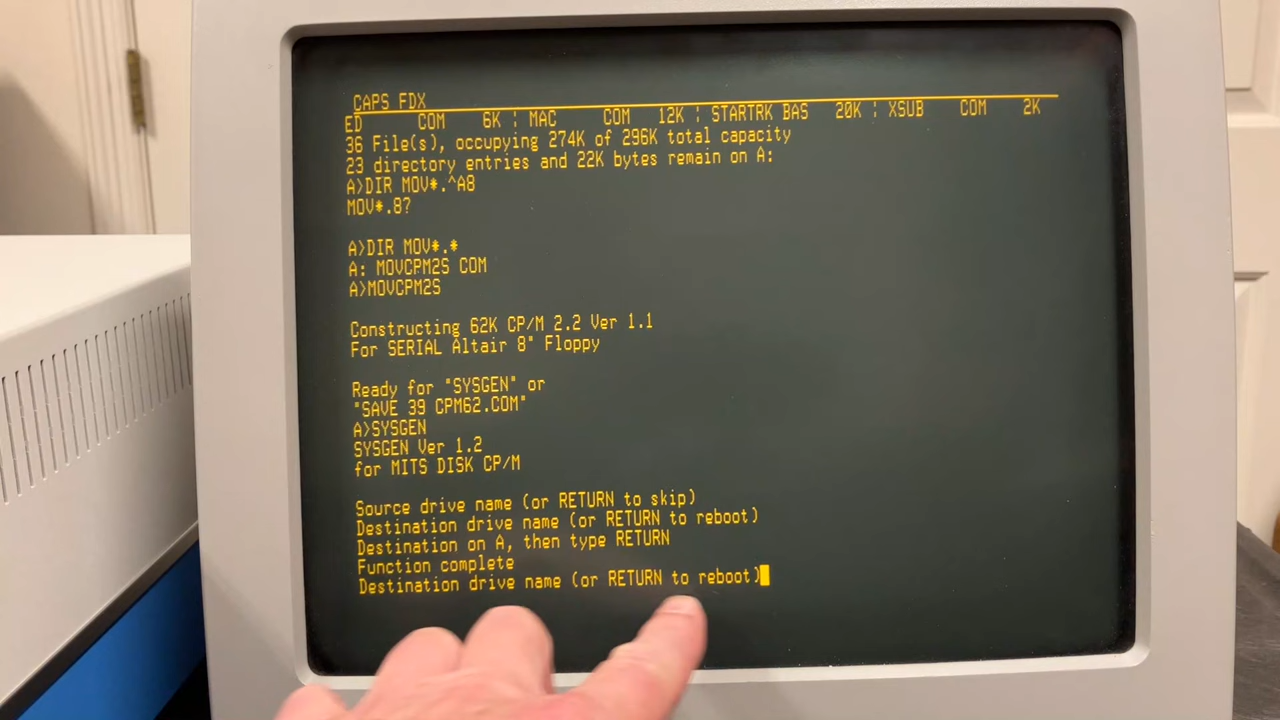 CAPS FDX
ED COM 6K : MAC COM 12K : STARTRK BAS 20K : XSUB COM 2K
36 File(s), occupying 274K of 296K total capacity
23 directory entries and 22K bytes remain on A:
A>DIR MOV*.^A8
MOV*.8?
A>DIR MOV*.*
A: MOVCPM2S COM
A>MOVCPM2S
Constructing 62K CP/M 2.2 Ver 1.1
For SERIAL Altair 8" Floppy
Ready for "SYSGEN" or
"SAVE 39 CPM62.COM"
A>SYSGEN
SYSGEN Ver 1.2
for MITS DISK CP/M
Source drive name (or RETURN to skip)
Destination drive name (or RETURN to reboot)
Destination on A, then type RETURN
Function complete
Destination drive name (or RETURN to reboot)